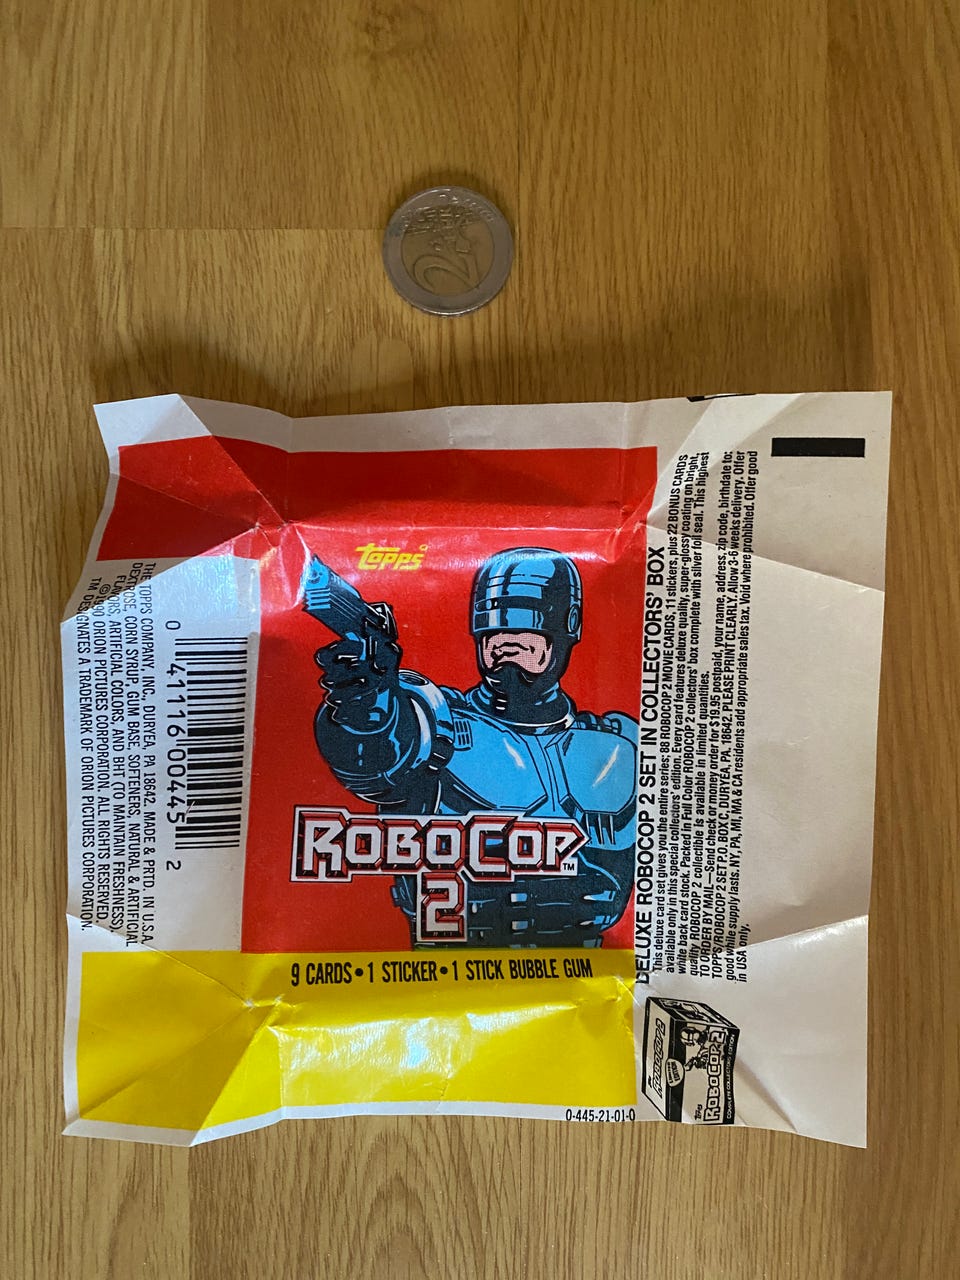 2
topps
ROBOCOP
TM
2
9 CARDS • 1 STICKER • 1 STICK BUBBLE GUM
0-445-21-01-0
THE TOPPS COMPANY, INC., DURYEA, PA 18642. MADE & PRTD. IN U.S.A.
DEXTROSE, CORN SYRUP, GUM BASE, SOFTENERS, NATURAL & ARTIFICIAL
FLAVORS, ARTIFICIAL COLORS, AND BHT (TO MAINTAIN FRESHNESS).
© 1990 ORION PICTURES CORPORATION. ALL RIGHTS RESERVED.
TM DESIGNATES A TRADEMARK OF ORION PICTURES CORPORATION.
0 41116 00445 2
DELUXE ROBOCOP 2 SET IN COLLECTORS' BOX
This deluxe card set gives you the entire series; 88 ROBOCOP 2 MOVIE CARDS, 11 stickers, plus 22 BONUS CARDS
available only in this special collectors' edition. Every card features deluxe quality, super-glossy coating on bright,
white back card stock. Packed in Full Color ROBOCOP 2 collectors' box complete with silver foil seal. This highest
quality ROBOCOP 2 collectible is available in limited quantities.
TO ORDER BY MAIL—Send check or money order for $19.95 postpaid, your name, address, zip code, birthdate to:
TOPPS/ROBOCOP 2 SET P.O. BOX C, DURYEA, PA. 18642. PLEASE PRINT CLEARLY. Allow 3-6 weeks delivery. Offer
good while supply lasts. NY, PA, MI, MA & CA residents add appropriate sales tax. Void where prohibited. Offer good
in USA only.
ROBOCOP 2
Topps
ROBOCOP 2
COMPLETE COLLECTORS EDITION